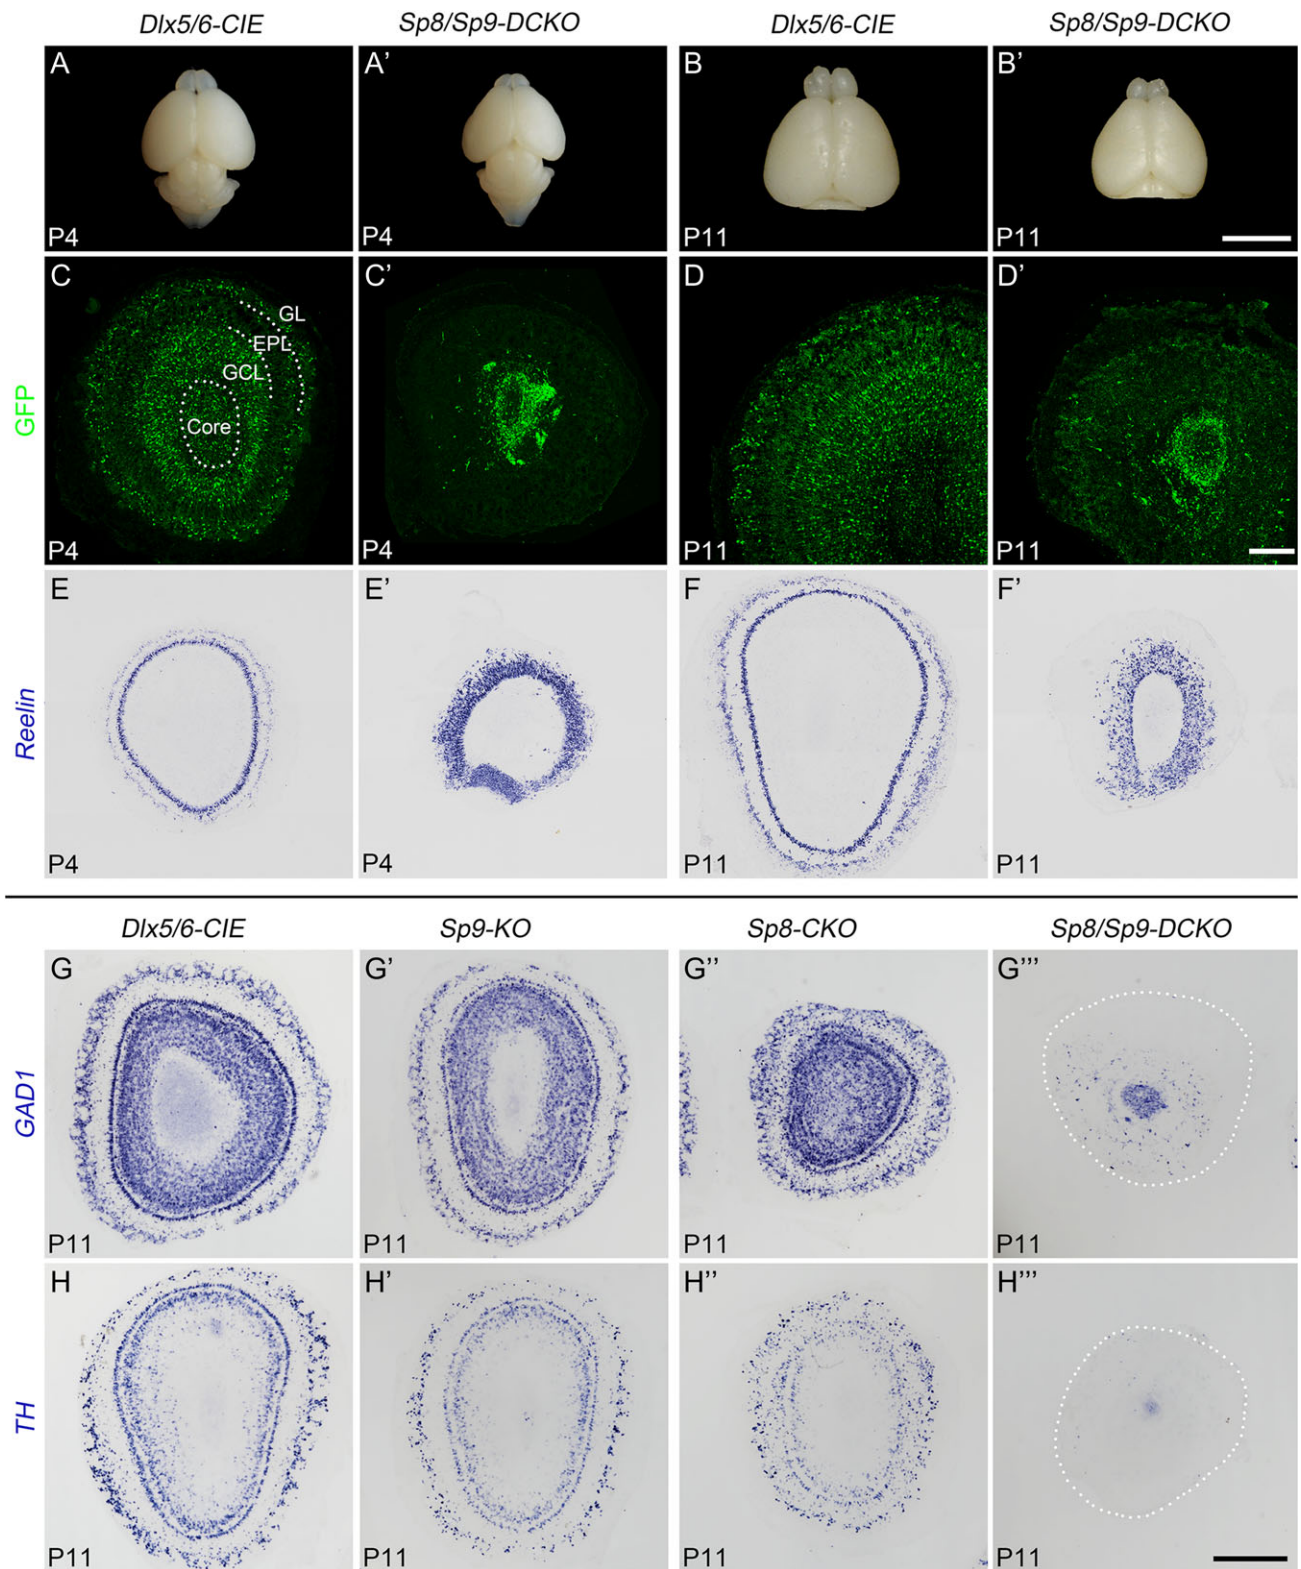 Dlx5/6-CIE Sp8/Sp9-DCKO Dlx5/6-CIE Sp8/Sp9-DCKO
A A’ B B’
P4 P4 P11 P11
GFP
C C’ D D’
GL
EPL
GCL
Core
P4 P4 P11 P11
Reelin
E E’ F F’
P4 P4 P11 P11
Dlx5/6-CIE Sp9-KO Sp8-CKO Sp8/Sp9-DCKO
GAD1
G G’ G’’ G’’’
P11 P11 P11 P11
TH
H H’ H’’ H’’’
P11 P11 P11 P11